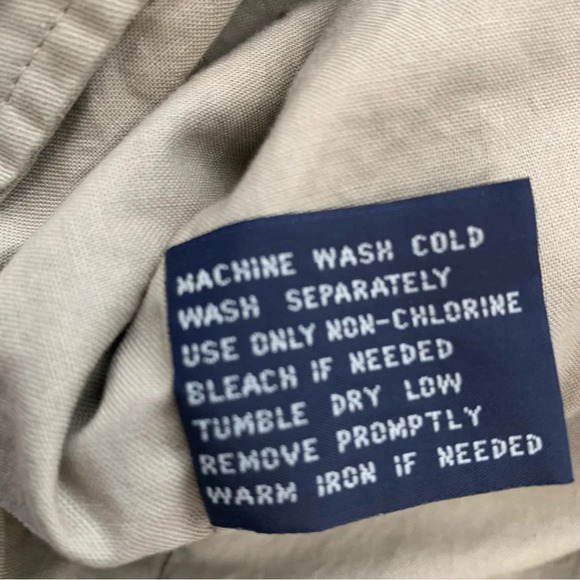 MACHINE WASH COLD
WASH SEPARATELY
USE ONLY NON-CHLORINE
BLEACH IF NEEDED
TUMBLE DRY LOW
REMOVE PROMPTLY
WARM IRON IF NEEDED